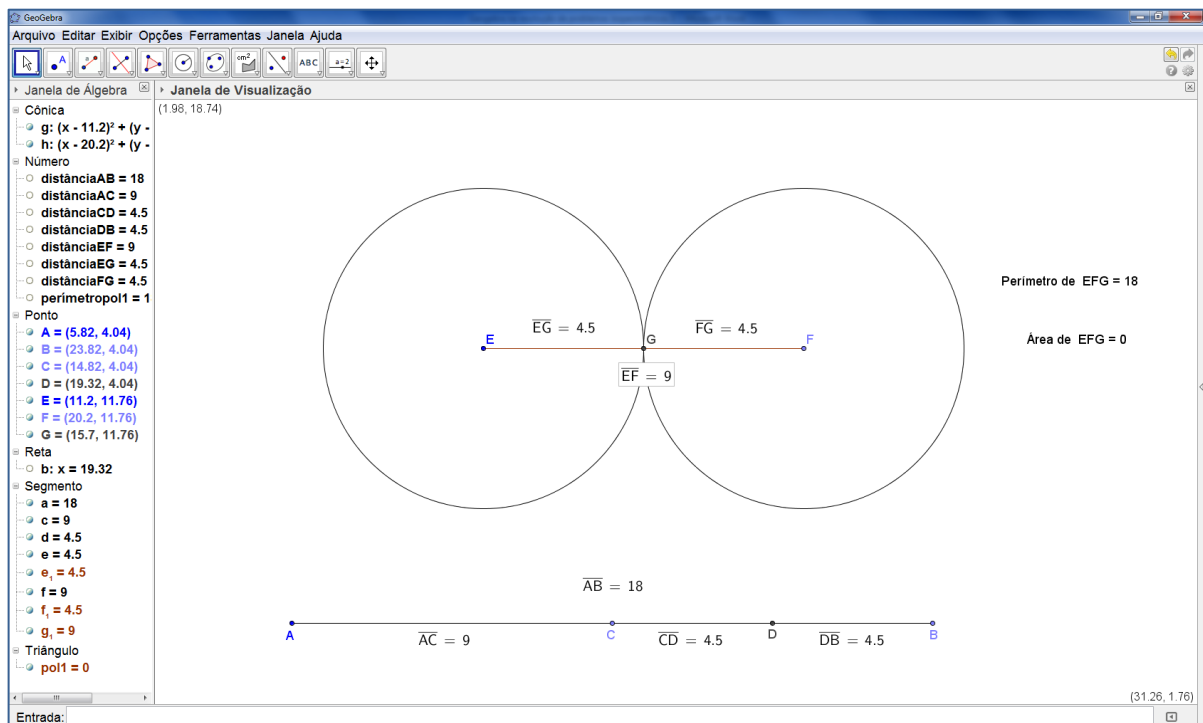 GeoGebra
Arquivo Editar Exibir Opções Ferramentas Janela Ajuda
A
a
cm²
ABC
a=2
Janela de Álgebra
Janela de Visualização
Cônica
g: (x - 11.2)² + (y -
h: (x - 20.2)² + (y -
Número
distânciaAB = 18
distânciaAC = 9
distânciaCD = 4.5
distânciaDB = 4.5
distânciaEF = 9
distânciaEG = 4.5
distânciaFG = 4.5
perímetropol1 = 1
Ponto
A = (5.82, 4.04)
B = (23.82, 4.04)
C = (14.82, 4.04)
D = (19.32, 4.04)
E = (11.2, 11.76)
F = (20.2, 11.76)
G = (15.7, 11.76)
Reta
b: x = 19.32
Segmento
a = 18
c = 9
d = 4.5
e = 4.5
e₁ = 4.5
f = 9
f₁ = 4.5
g₁ = 9
Triângulo
pol1 = 0
(1.98, 18.74)
Perímetro de EFG = 18
EG = 4.5
FG = 4.5
E
G
F
Área de EFG = 0
EF = 9
AB = 18
A
C
D
B
AC = 9
CD = 4.5
DB = 4.5
(31.26, 1.76)
Entrada: